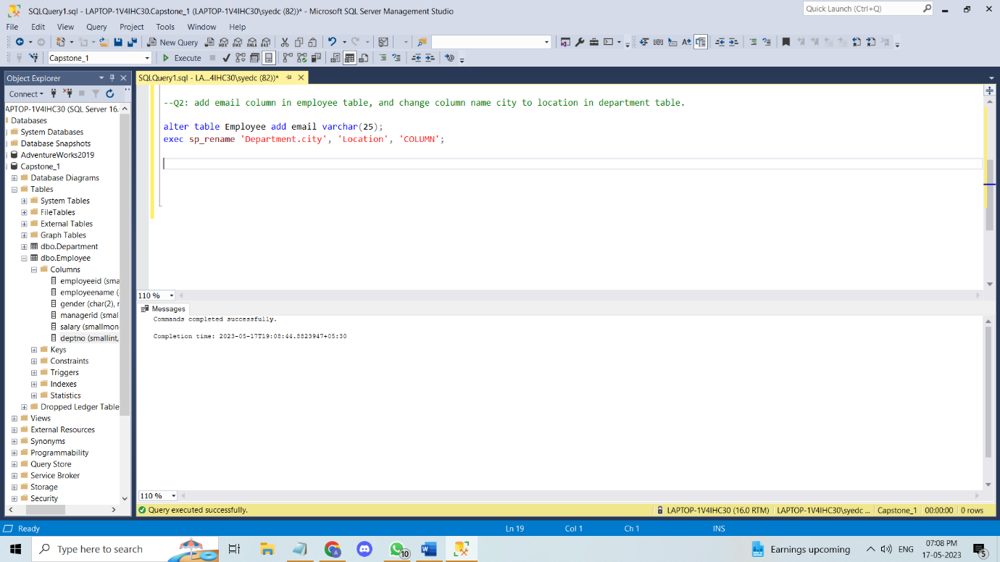 SQLQuery1.sql - LAPTOP-1V4IHC30.Capstone_1 (LAPTOP-1V4IHC30\syedc (82))* - Microsoft SQL Server Management Studio
Quick Launch (Ctrl+Q)
File Edit View Query Project Tools Window Help
New Query
Capstone_1 Execute
Object Explorer
SQLQuery1.sql - LA...4IHC30\syedc (82))*
Connect
APTOP-1V4IHC30 (SQL Server 16.
Databases
System Databases
Database Snapshots
AdventureWorks2019
Capstone_1
Database Diagrams
Tables
System Tables
FileTables
External Tables
Graph Tables
dbo.Department
dbo.Employee
Columns
employeeid (sma
employeename (
gender (char(2), r
managerid (smal
salary (smallmon
deptno (smallint,
Keys
Constraints
Triggers
Indexes
Statistics
Dropped Ledger Table
Views
External Resources
Synonyms
Programmability
Query Store
Service Broker
Storage
Security
--Q2: add email column in employee table, and change column name city to location in department table.
alter table Employee add email varchar(25);
exec sp_rename 'Department.city', 'Location', 'COLUMN';
110 %
Messages
Commands completed successfully.
Completion time: 2023-05-17T19:08:44.8823947+05:30
110 %
Query executed successfully.
LAPTOP-1V4IHC30 (16.0 RTM) LAPTOP-1V4IHC30\syedc ... Capstone_1 00:00:00 0 rows
Ready Ln 19 Col 1 Ch 1 INS
Type here to search
10
Earnings upcoming
ENG
07:08 PM
17-05-2023
5